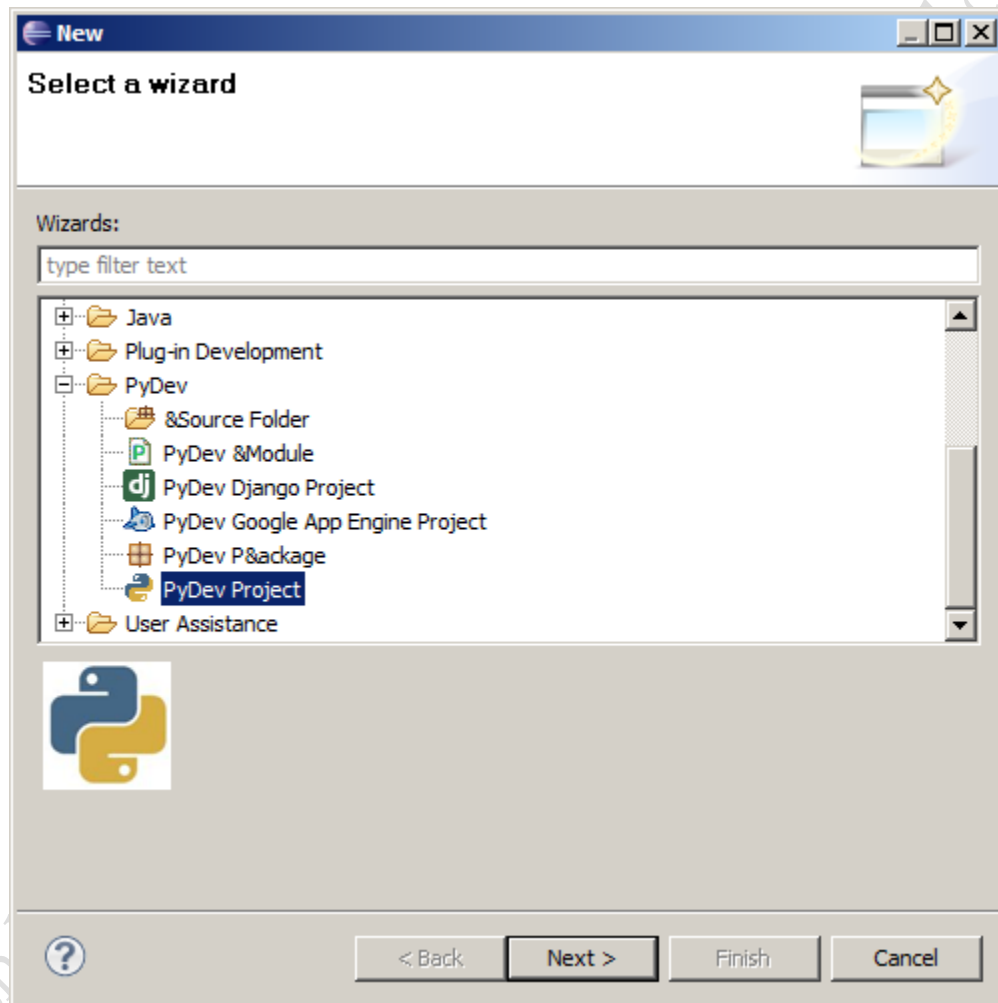 New
Select a wizard
Wizards:
type filter text
Java
Plug-in Development
PyDev
&Source Folder
PyDev &Module
dj PyDev Django Project
PyDev Google App Engine Project
PyDev P&ackage
PyDev Project
User Assistance
? < Back Next > Finish Cancel